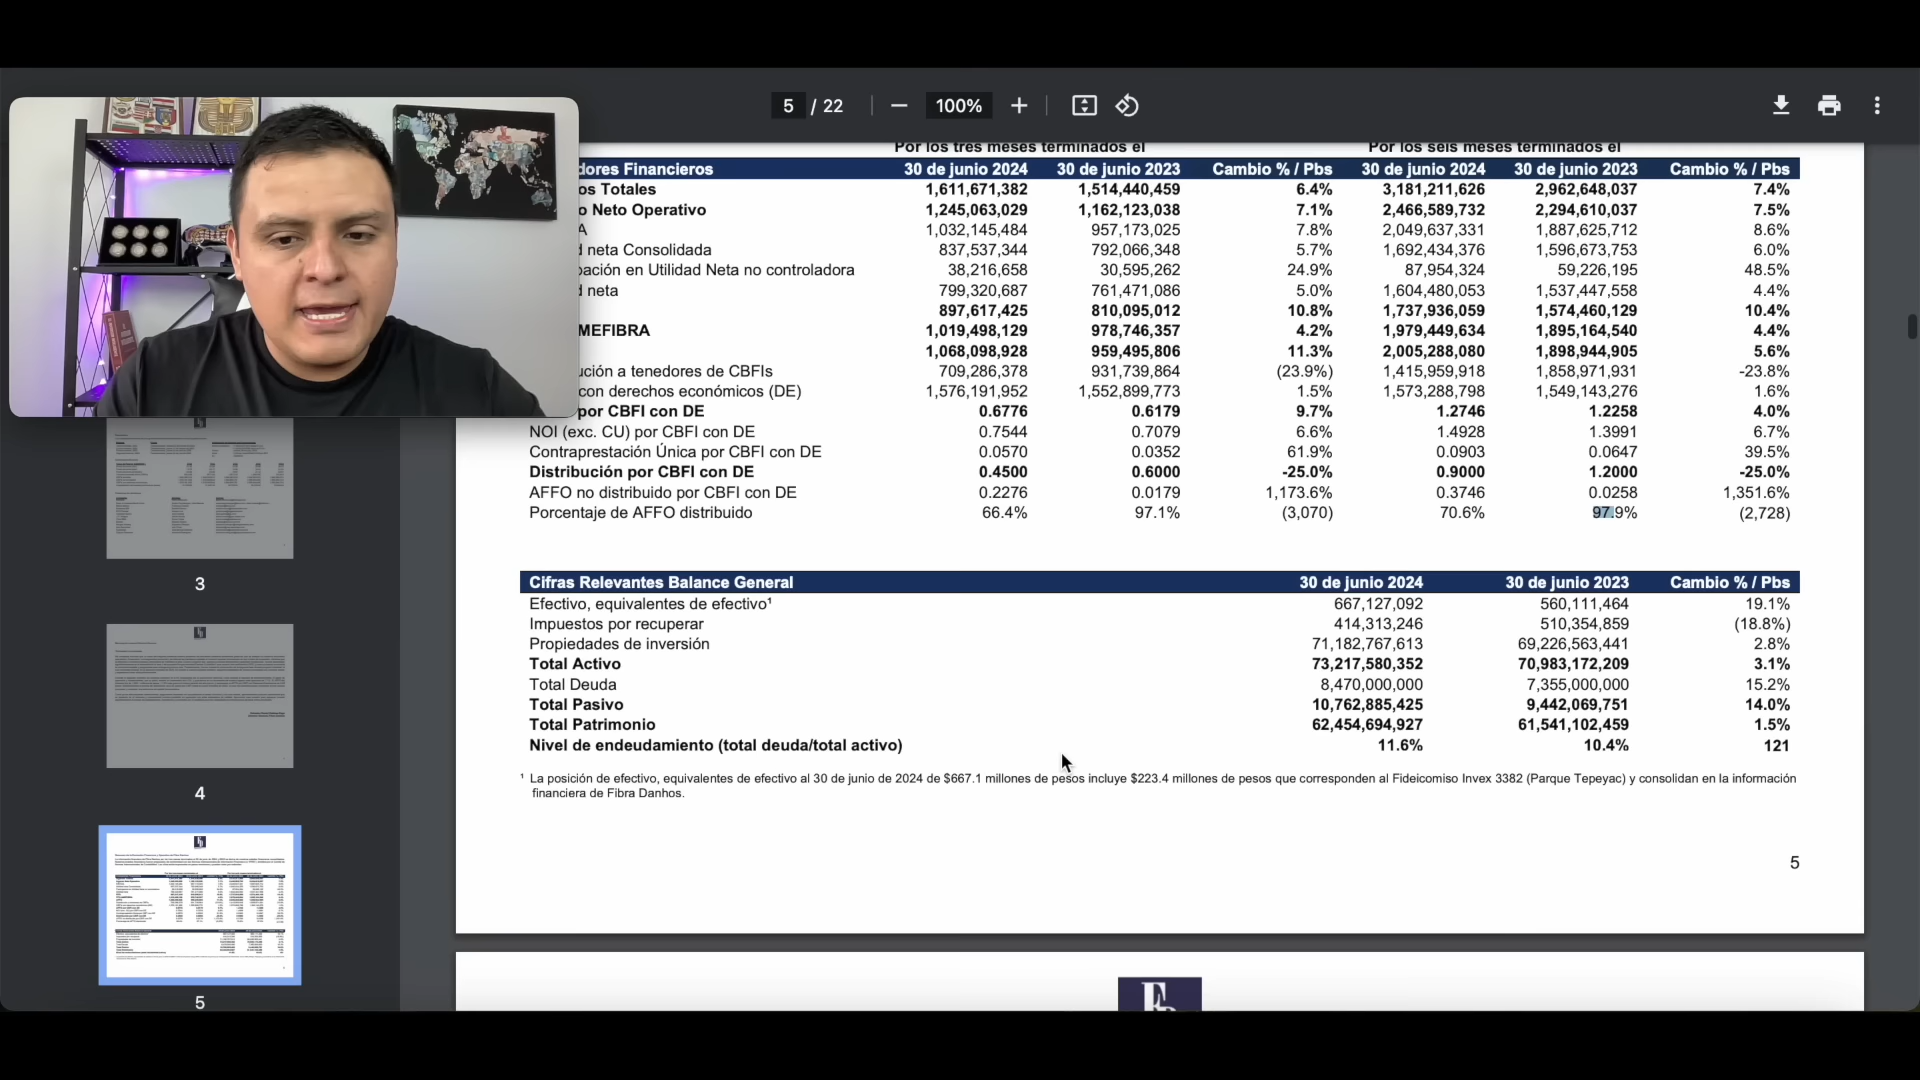 5 / 22 100%
Por los tres meses terminados el Por los seis meses terminados el
dores Financieros 30 de junio 2024 30 de junio 2023 Cambio % / Pbs 30 de junio 2024 30 de junio 2023 Cambio % / Pbs
os Totales 1,611,671,382 1,514,440,459 6.4% 3,181,211,626 2,962,648,037 7.4%
o Neto Operativo 1,245,063,029 1,162,123,038 7.1% 2,466,589,732 2,294,610,037 7.5%
A 1,032,145,484 957,173,025 7.8% 2,049,637,331 1,887,625,712 8.6%
d neta Consolidada 837,537,344 792,066,348 5.7% 1,692,434,376 1,596,673,753 6.0%
pación en Utilidad Neta no controladora 38,216,658 30,595,262 24.9% 87,954,324 59,226,195 48.5%
d neta 799,320,687 761,471,086 5.0% 1,604,480,053 1,537,447,558 4.4%
897,617,425 810,095,012 10.8% 1,737,936,059 1,574,460,129 10.4%
MEFIBRA 1,019,498,129 978,746,357 4.2% 1,979,449,634 1,895,164,540 4.4%
1,068,098,928 959,495,806 11.3% 2,005,288,080 1,898,944,905 5.6%
ución a tenedores de CBFIs 709,286,378 931,739,864 (23.9%) 1,415,959,918 1,858,971,931 -23.8%
con derechos económicos (DE) 1,576,191,952 1,552,899,773 1.5% 1,573,288,798 1,549,143,276 1.6%
por CBFI con DE 0.6776 0.6179 9.7% 1.2746 1.2258 4.0%
NOI (exc. CU) por CBFI con DE 0.7544 0.7079 6.6% 1.4928 1.3991 6.7%
Contraprestación Única por CBFI con DE 0.0570 0.0352 61.9% 0.0903 0.0647 39.5%
Distribución por CBFI con DE 0.4500 0.6000 -25.0% 0.9000 1.2000 -25.0%
AFFO no distribuido por CBFI con DE 0.2276 0.0179 1,173.6% 0.3746 0.0258 1,351.6%
Porcentaje de AFFO distribuido 66.4% 97.1% (3,070) 70.6% 97.9% (2,728)
Cifras Relevantes Balance General 30 de junio 2024 30 de junio 2023 Cambio % / Pbs
Efectivo, equivalentes de efectivo¹ 667,127,092 560,111,464 19.1%
Impuestos por recuperar 414,313,246 510,354,859 (18.8%)
Propiedades de inversión 71,182,767,613 69,226,563,441 2.8%
Total Activo 73,217,580,352 70,983,172,209 3.1%
Total Deuda 8,470,000,000 7,355,000,000 15.2%
Total Pasivo 10,762,885,425 9,442,069,751 14.0%
Total Patrimonio 62,454,694,927 61,541,102,459 1.5%
Nivel de endeudamiento (total deuda/total activo) 11.6% 10.4% 121
¹ La posición de efectivo, equivalentes de efectivo al 30 de junio de 2024 de $667.1 millones de pesos incluye $223.4 millones de pesos que corresponden al Fideicomiso Invex 3382 (Parque Tepeyac) y consolidan en la información
financiera de Fibra Danhos.
5
3
4
5